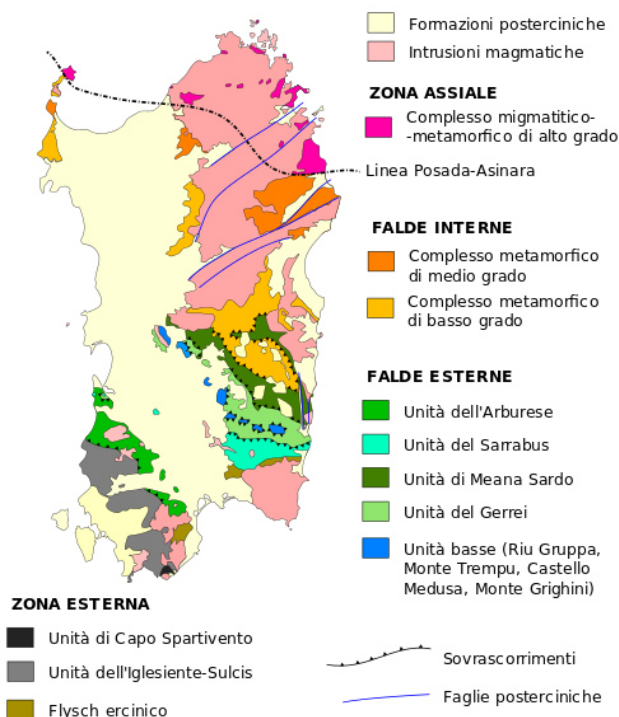 Formazioni posterciniche
Intrusioni magmatiche
ZONA ASSIALE
Complesso migmatitico-
-metamorfico di alto grado
Linea Posada-Asinara
FALDE INTERNE
Complesso metamorfico
di medio grado
Complesso metamorfico
di basso grado
FALDE ESTERNE
Unità dell'Arburese
Unità del Sarrabus
Unità di Meana Sardo
Unità del Gerrei
Unità basse (Riu Gruppa,
Monte Trempu, Castello
Medusa, Monte Grighini)
ZONA ESTERNA
Unità di Capo Spartivento
Unità dell'Iglesiente-Sulcis
Flysch ercinico
Sovrascorrimenti
Faglie posterciniche